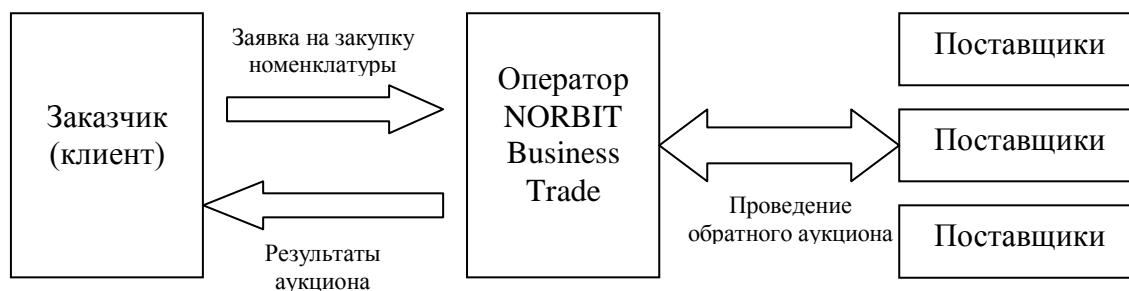 Заявка на закупку
номенклатуры
Заказчик
(клиент)
Результаты
аукциона
Оператор
NORBIT
Business
Trade
Проведение
обратного аукциона
Поставщики
Поставщики
Поставщики